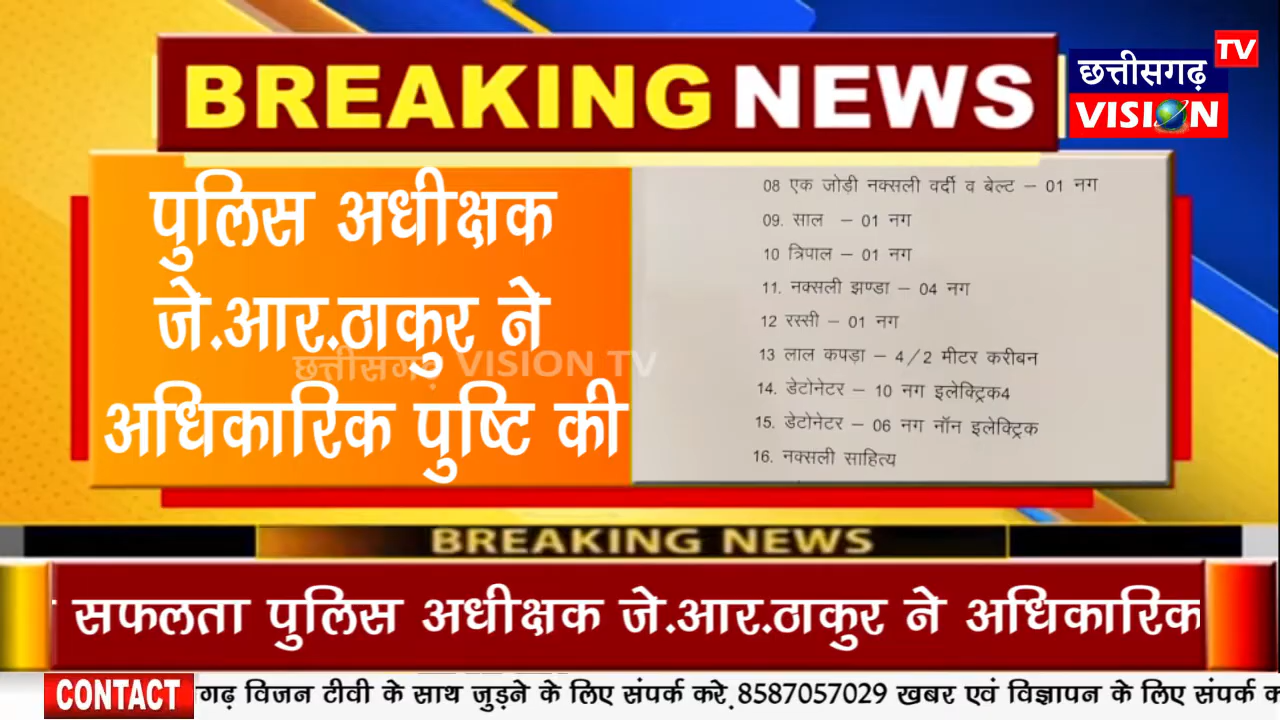 BREAKING NEWS
छत्तीसगढ़ TV
VISION
पुलिस अधीक्षक
जे.आर.ठाकुर ने
अधिकारिक पुष्टि की
छत्तीसगढ़ VISION TV
08 एक जोड़ी नक्सली वर्दी व बेल्ट – 01 नग
09. साल – 01 नग
10 त्रिपाल – 01 नग
11. नक्सली झण्डा – 04 नग
12 रस्सी – 01 नग
13 लाल कपड़ा – 4/2 मीटर करीबन
14. डेटोनेटर – 10 नग इलेक्ट्रिक4
15. डेटोनेटर – 06 नग नॉन इलेक्ट्रिक
16. नक्सली साहित्य
BREAKING NEWS
सफलता पुलिस अधीक्षक जे.आर.ठाकुर ने अधिकारिक
CONTACT गढ़ विजन टीवी के साथ जुड़ने के लिए संपर्क करे.8587057029 खबर एवं विज्ञापन के लिए संपर्क